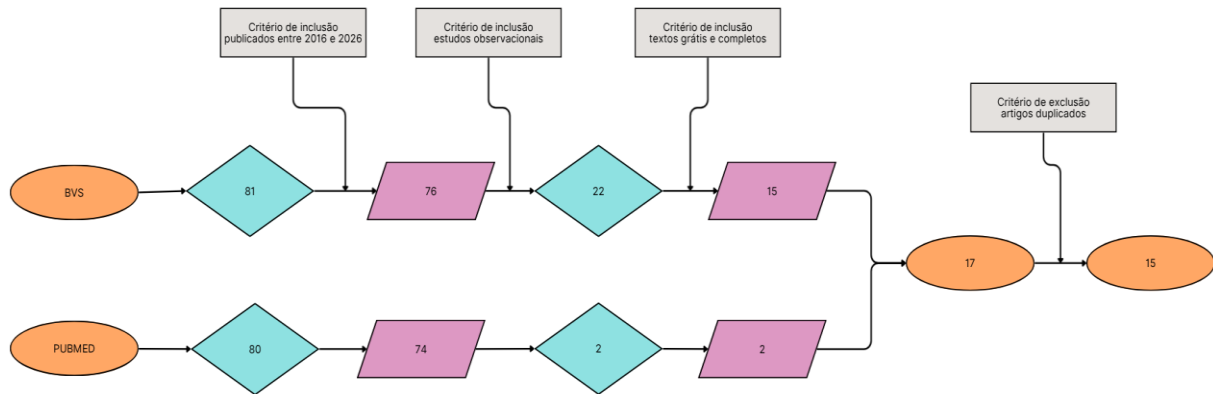 Critério de inclusão
publicados entre 2016 e 2026
Critério de inclusão
estudos observacionais
Critério de inclusão
textos grátis e completos
Critério de exclusão
artigos duplicados
BVS
81
76
22
15
17
15
PUBMED
80
74
2
2